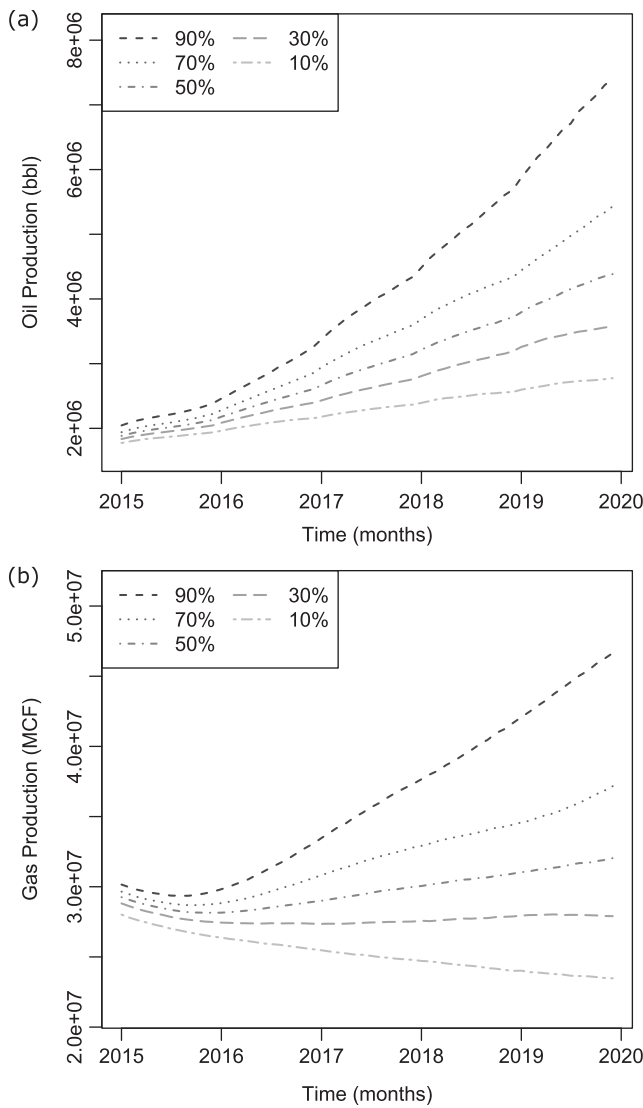 (a)
90% 30%
70% 10%
50%
8e+06
6e+06
4e+06
2e+06
Oil Production (bbl)
2015 2016 2017 2018 2019 2020
Time (months)
(b)
90% 30%
70% 10%
50%
5.0e+07
4.0e+07
3.0e+07
2.0e+07
Gas Production (MCF)
2015 2016 2017 2018 2019 2020
Time (months)